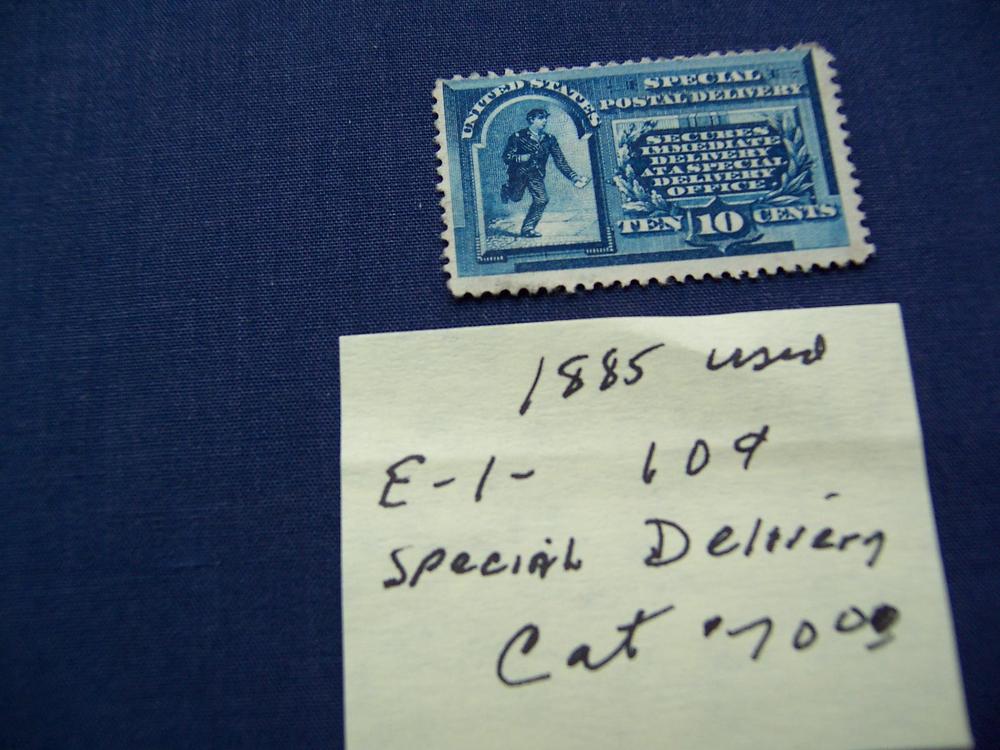 UNITED STATES
SPECIAL
POSTAL DELIVERY
SECURES
IMMEDIATE
DELIVERY
AT A SPECIAL
DELIVERY
OFFICE.
TEN 10 CENTS
1885 used
E-1- 10¢
Special Delivery
Cat $70.00